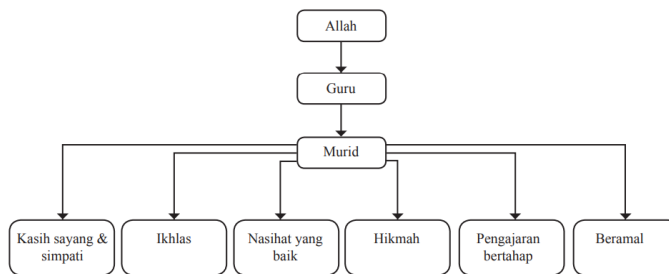 Allah
Guru
Murid
Kasih sayang &
simpati
Ikhlas
Nasihat yang
baik
Hikmah
Pengajaran
bertahap
Beramal